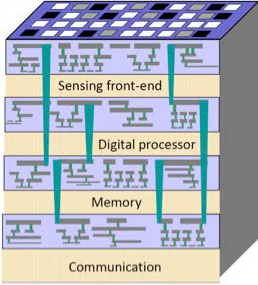 Sensing front-end
Digital processor
Memory
Communication